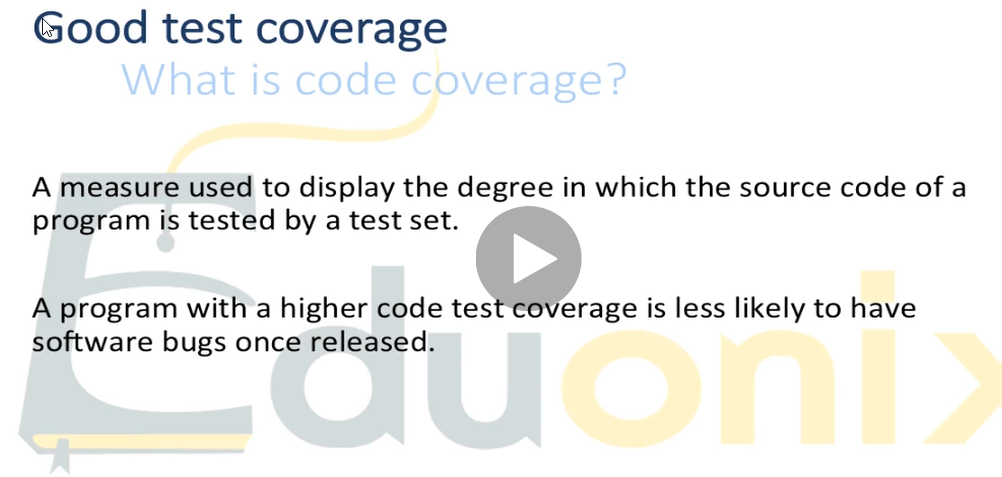 Good test coverage
What is code coverage?
A measure used to display the degree in which the source code of a
program is tested by a test set.
A program with a higher code test coverage is less likely to have
software bugs once released.
Eduonix